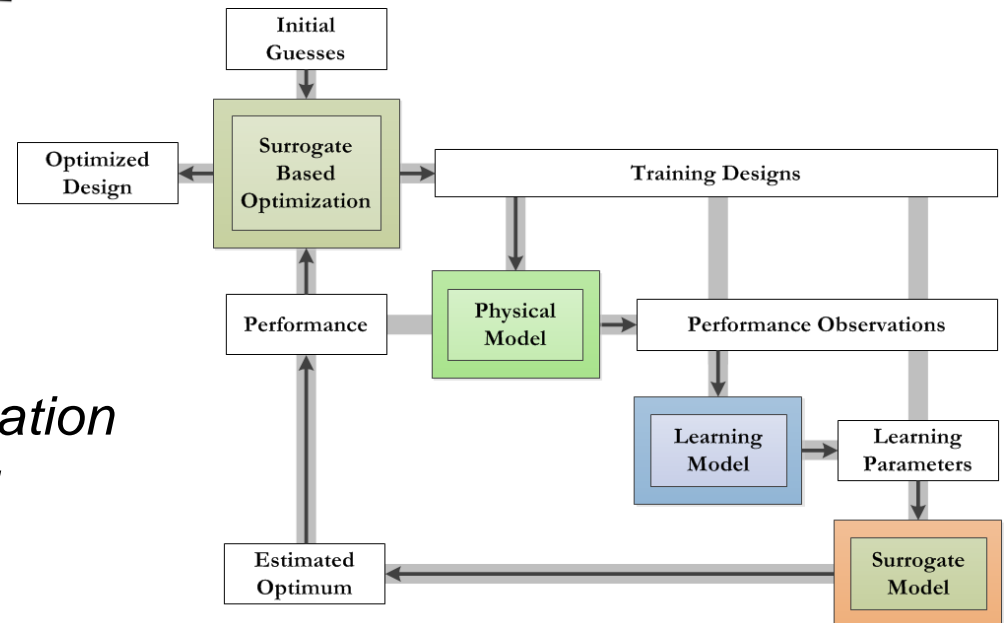 Initial
Guesses
Surrogate
Based
Optimization
Optimized
Design
Training Designs
Performance
Physical
Model
Performance Observations
Learning
Model
Learning
Parameters
Estimated
Optimum
Surrogate
Model